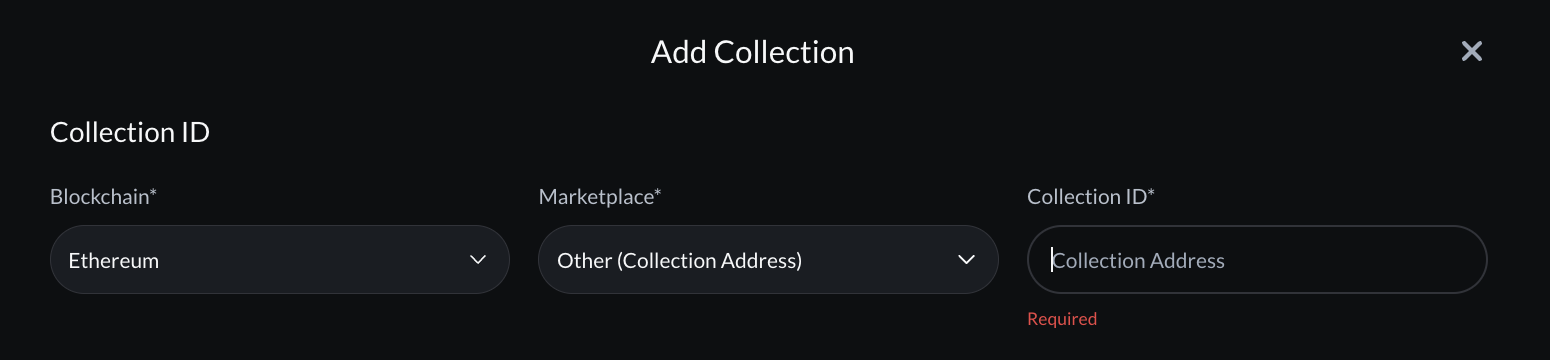 Add Collection
Collection ID
Blockchain* Marketplace* Collection ID*
Ethereum Other (Collection Address) Collection Address
Required